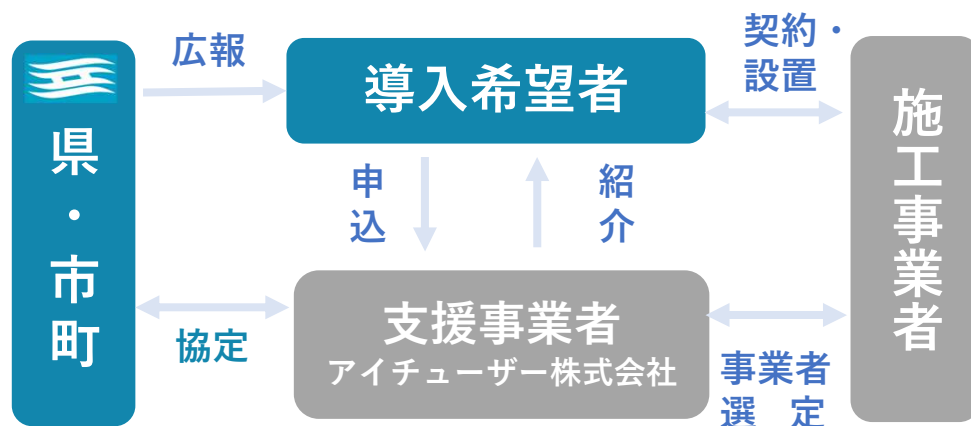 県・市町
広報
導入希望者
契約・
設置
施工事業者
申込
紹介
協定
支援事業者
アイチューザー株式会社
事業者
選　定